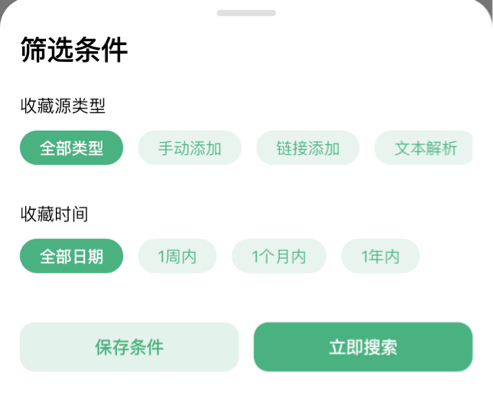 筛选条件
收藏源类型
全部类型 手动添加 链接添加 文本解析
收藏时间
全部日期 1周内 1个月内 1年内
保存条件 立即搜索